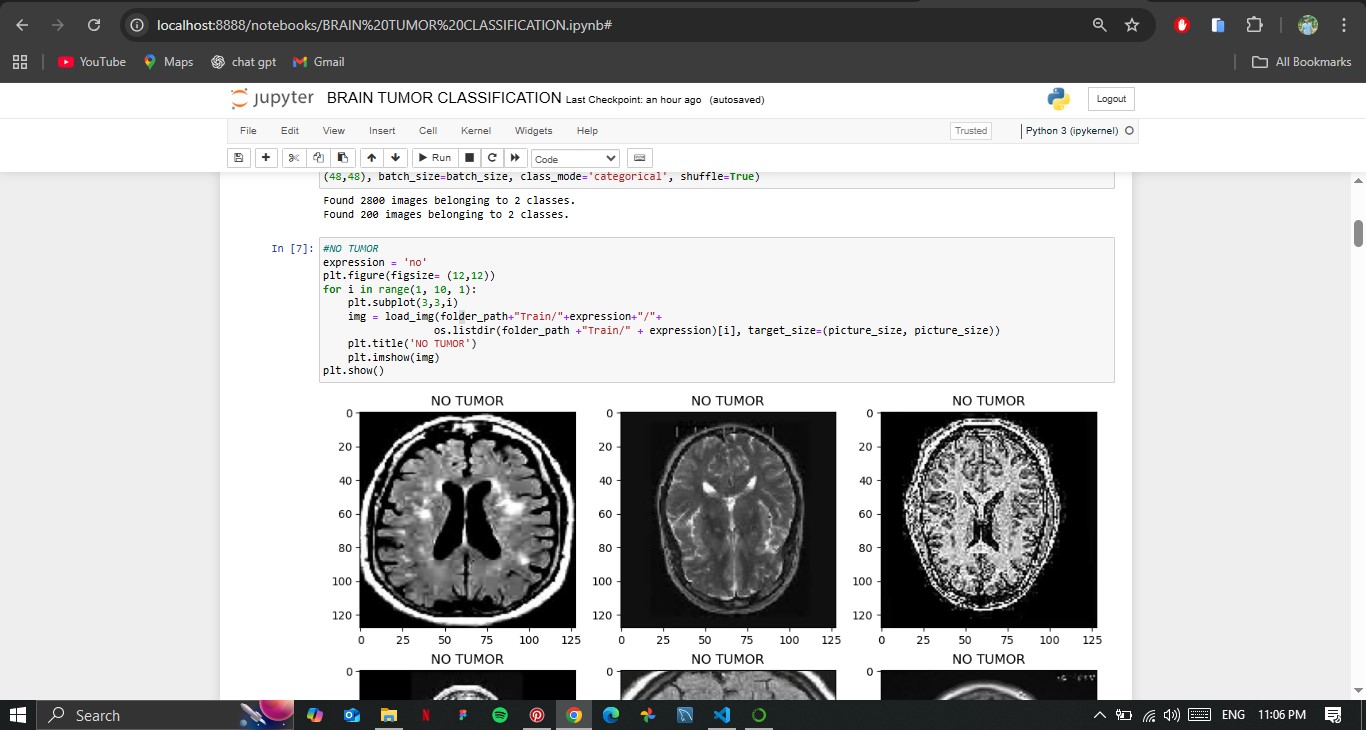 localhost:8888/notebooks/BRAIN%20TUMOR%20CLASSIFICATION.ipynb#
YouTube Maps chat gpt Gmail All Bookmarks
jupyter BRAIN TUMOR CLASSIFICATION Last Checkpoint: an hour ago (autosaved) Logout
File Edit View Insert Cell Kernel Widgets Help Trusted Python 3 (ipykernel)
Run Code
(48,48), batch_size=batch_size, class_mode='categorical', shuffle=True)
Found 2800 images belonging to 2 classes.
Found 200 images belonging to 2 classes.
In [7]: #NO TUMOR
expression = 'no'
plt.figure(figsize= (12,12))
for i in range(1, 10, 1):
    plt.subplot(3,3,i)
    img = load_img(folder_path+"Train/"+expression+"/"+
                  os.listdir(folder_path +"Train/" + expression)[i], target_size=(picture_size, picture_size))
    plt.title('NO TUMOR')
    plt.imshow(img)
plt.show()
NO TUMOR NO TUMOR NO TUMOR
0 0 0
20 20 20
40 40 40
60 60 60
80 80 80
100 100 100
120 120 120
0 25 50 75 100 125 0 25 50 75 100 125 0 25 50 75 100 125
NO TUMOR NO TUMOR NO TUMOR
0 0 0
Search ENG 11:06 PM